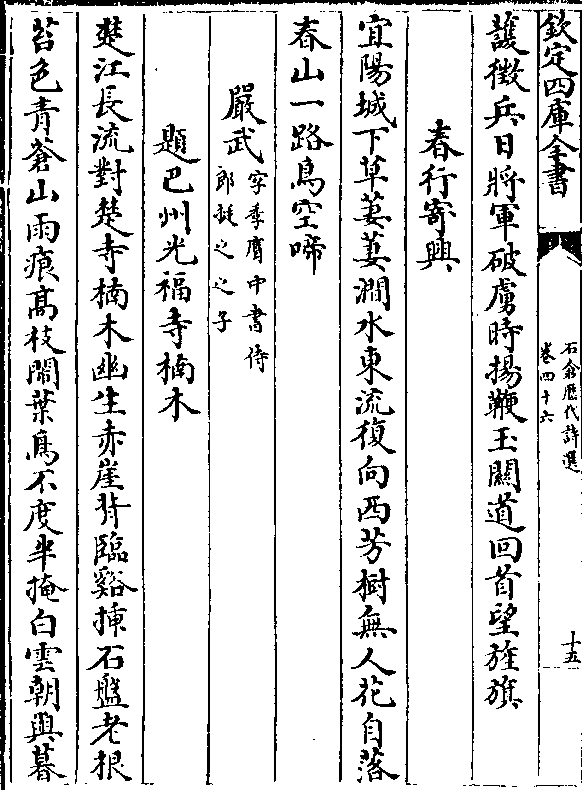 欽定四庫全書
石倉歷代詩選
卷四十六
十五
護徴兵日將軍破虜時揚鞭玉闗道回首望旌旗
春行寄興
宜陽城下草萋萋澗水東流復向西芳樹無人花自落
春山一路鳥空啼
嚴武字季鷹中書侍
郎挺之之子
題巴州光福寺楠木
楚江長流對楚寺楠木幽生赤崖背臨谿揷石盤老根
苔色青蒼山雨痕髙枝閙葉鳥不度半掩白雲朝與暮